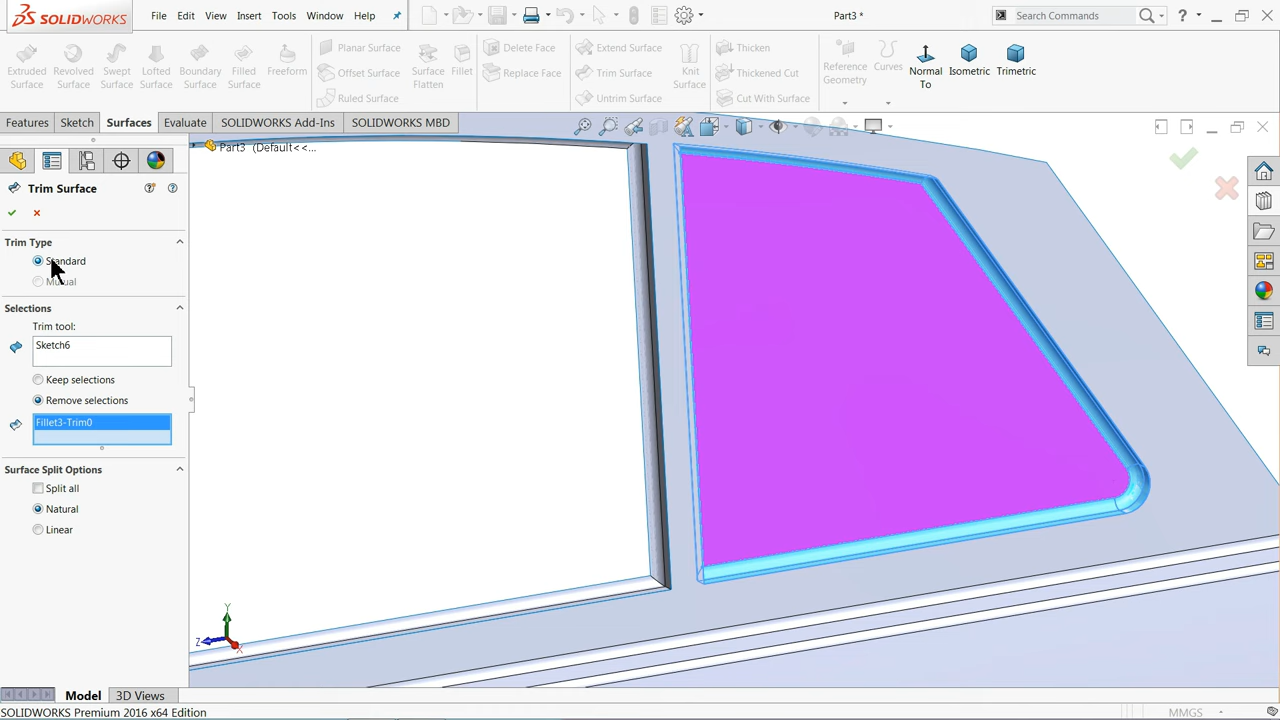 SOLIDWORKS
File Edit View Insert Tools Window Help
Part3 *
Search Commands
Extruded Surface
Revolved Surface
Swept Surface
Lofted Surface
Boundary Surface
Filled Surface
Freeform
Planar Surface
Offset Surface
Ruled Surface
Surface Flatten
Fillet
Delete Face
Replace Face
Extend Surface
Trim Surface
Untrim Surface
Knit Surface
Thicken
Thickened Cut
Cut With Surface
Reference Geometry
Curves
Normal To
Isometric
Trimetric
Features Sketch Surfaces Evaluate SOLIDWORKS Add-Ins SOLIDWORKS MBD
Part3 (Default<<...
Trim Surface
Trim Type
Standard
Mutual
Selections
Trim tool:
Sketch6
Keep selections
Remove selections
Fillet3-Trim0
Surface Split Options
Split all
Natural
Linear
Y
Z
X
Model 3D Views
SOLIDWORKS Premium 2016 x64 Edition
MMGS